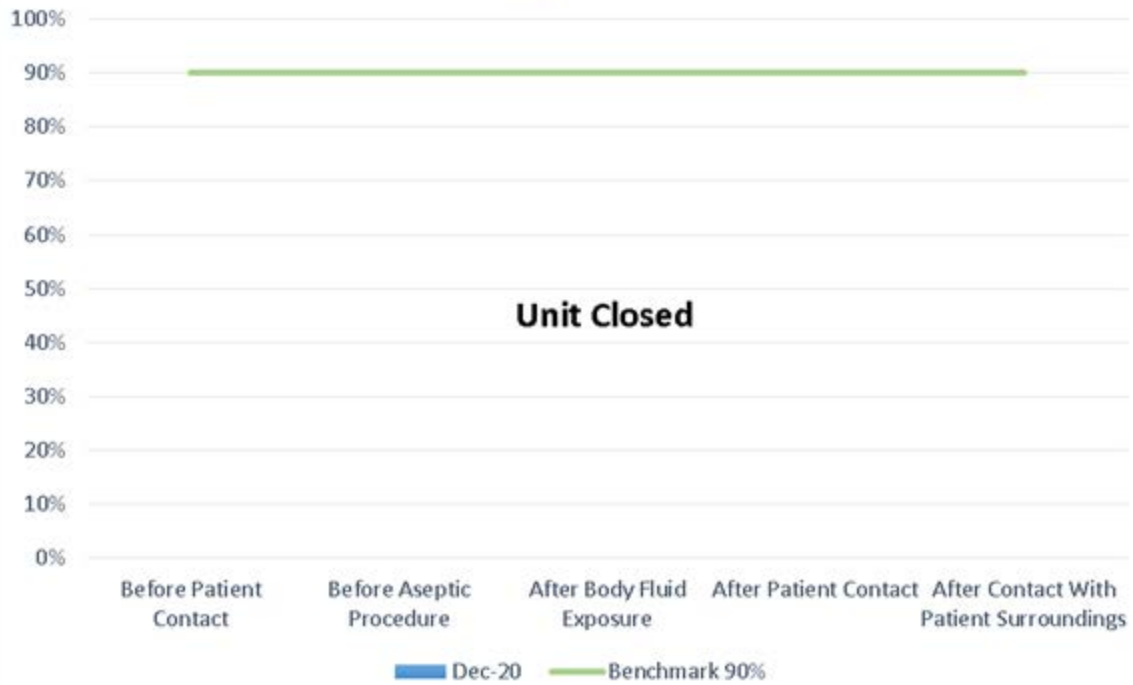 100%
90%
80%
70%
60%
50%
Unit Closed
40%
30%
20%
10%
0%
Before Patient
Contact
Before Aseptic
Procedure
After Body Fluid
Exposure
After Patient Contact
After Contact With
Patient Surroundings
Dec-20
Benchmark 90%